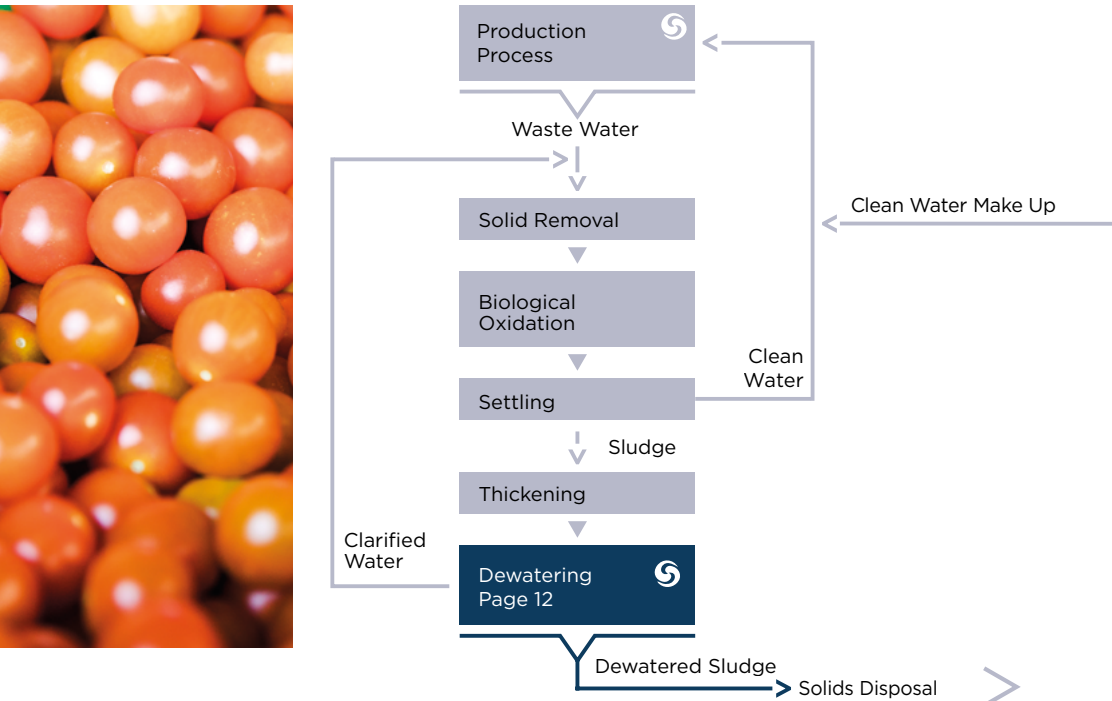 Production
Process
Waste Water
Clean Water Make Up
Solid Removal
Biological
Oxidation
Clean
Water
Settling
Sludge
Thickening
Clarified
Water
Dewatering
Page 12
Dewatered Sludge
Solids Disposal